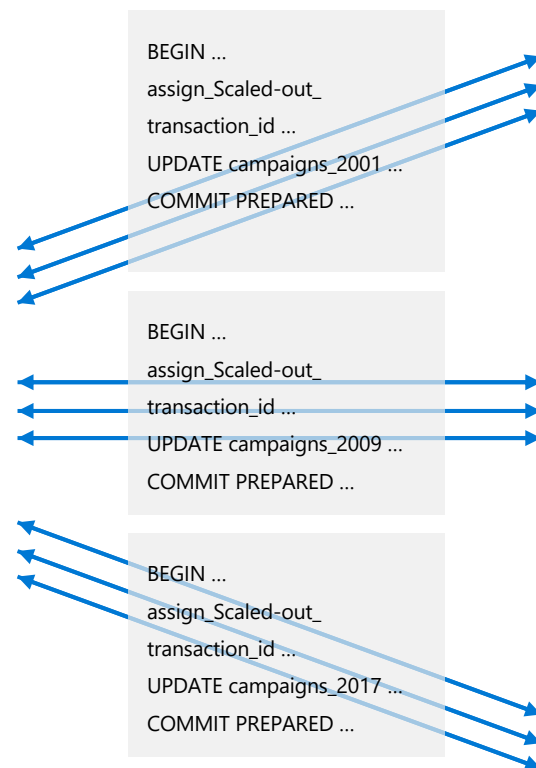 BEGIN ...
assign_Scaled-out_
transaction_id ...
UPDATE campaigns_2001 ...
COMMIT PREPARED ...
BEGIN ...
assign_Scaled-out_
transaction_id ...
UPDATE campaigns_2009 ...
COMMIT PREPARED ...
BEGIN ...
assign_Scaled-out_
transaction_id ...
UPDATE campaigns_2017 ...
COMMIT PREPARED ...